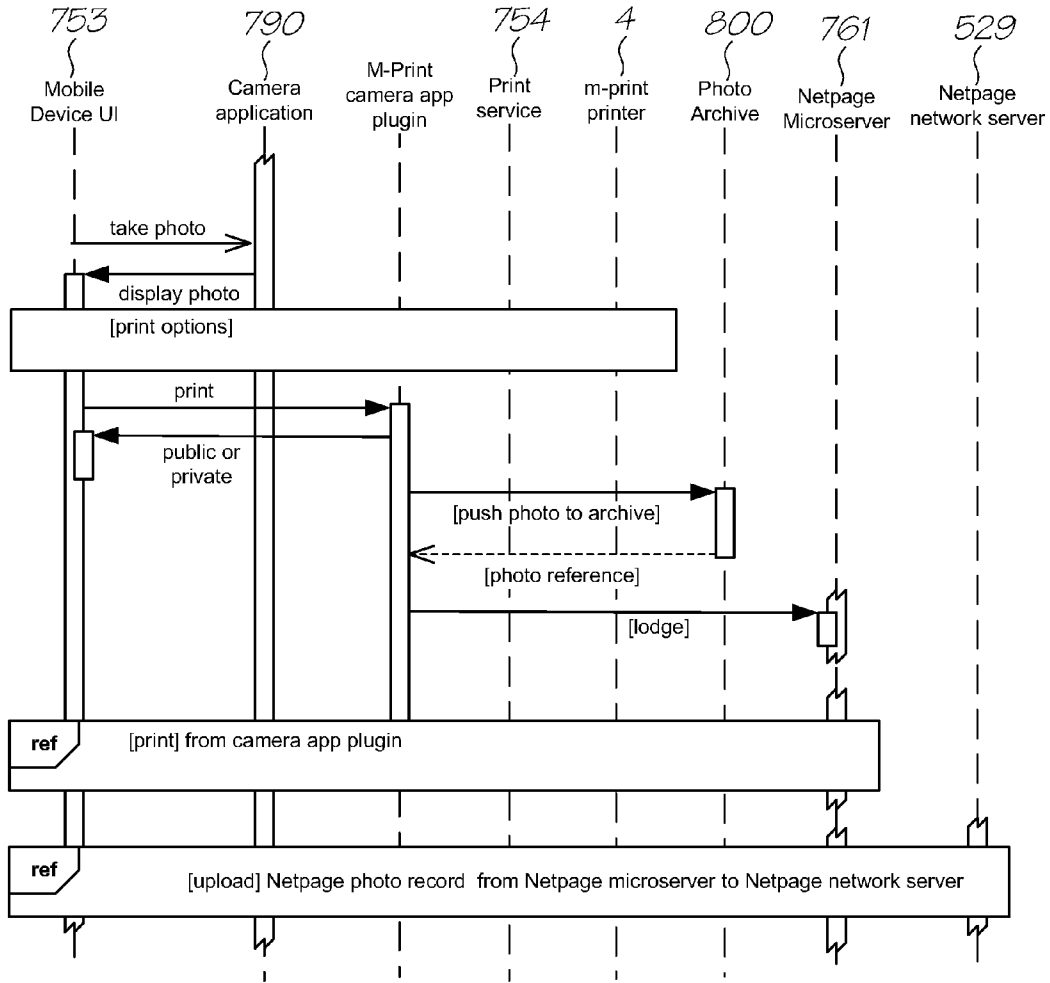 753
790
754
4
800
761
529
Mobile
Device UI
Camera
application
M-Print
camera app
plugin
Print
service
m-print
printer
Photo
Archive
Netpage
Microserver
Netpage
network server
take photo
display photo
[print options]
print
public or
private
[push photo to archive]
[photo reference]
[lodge]
ref
[print] from camera app plugin
ref
[upload] Netpage photo record from Netpage microserver to Netpage network server